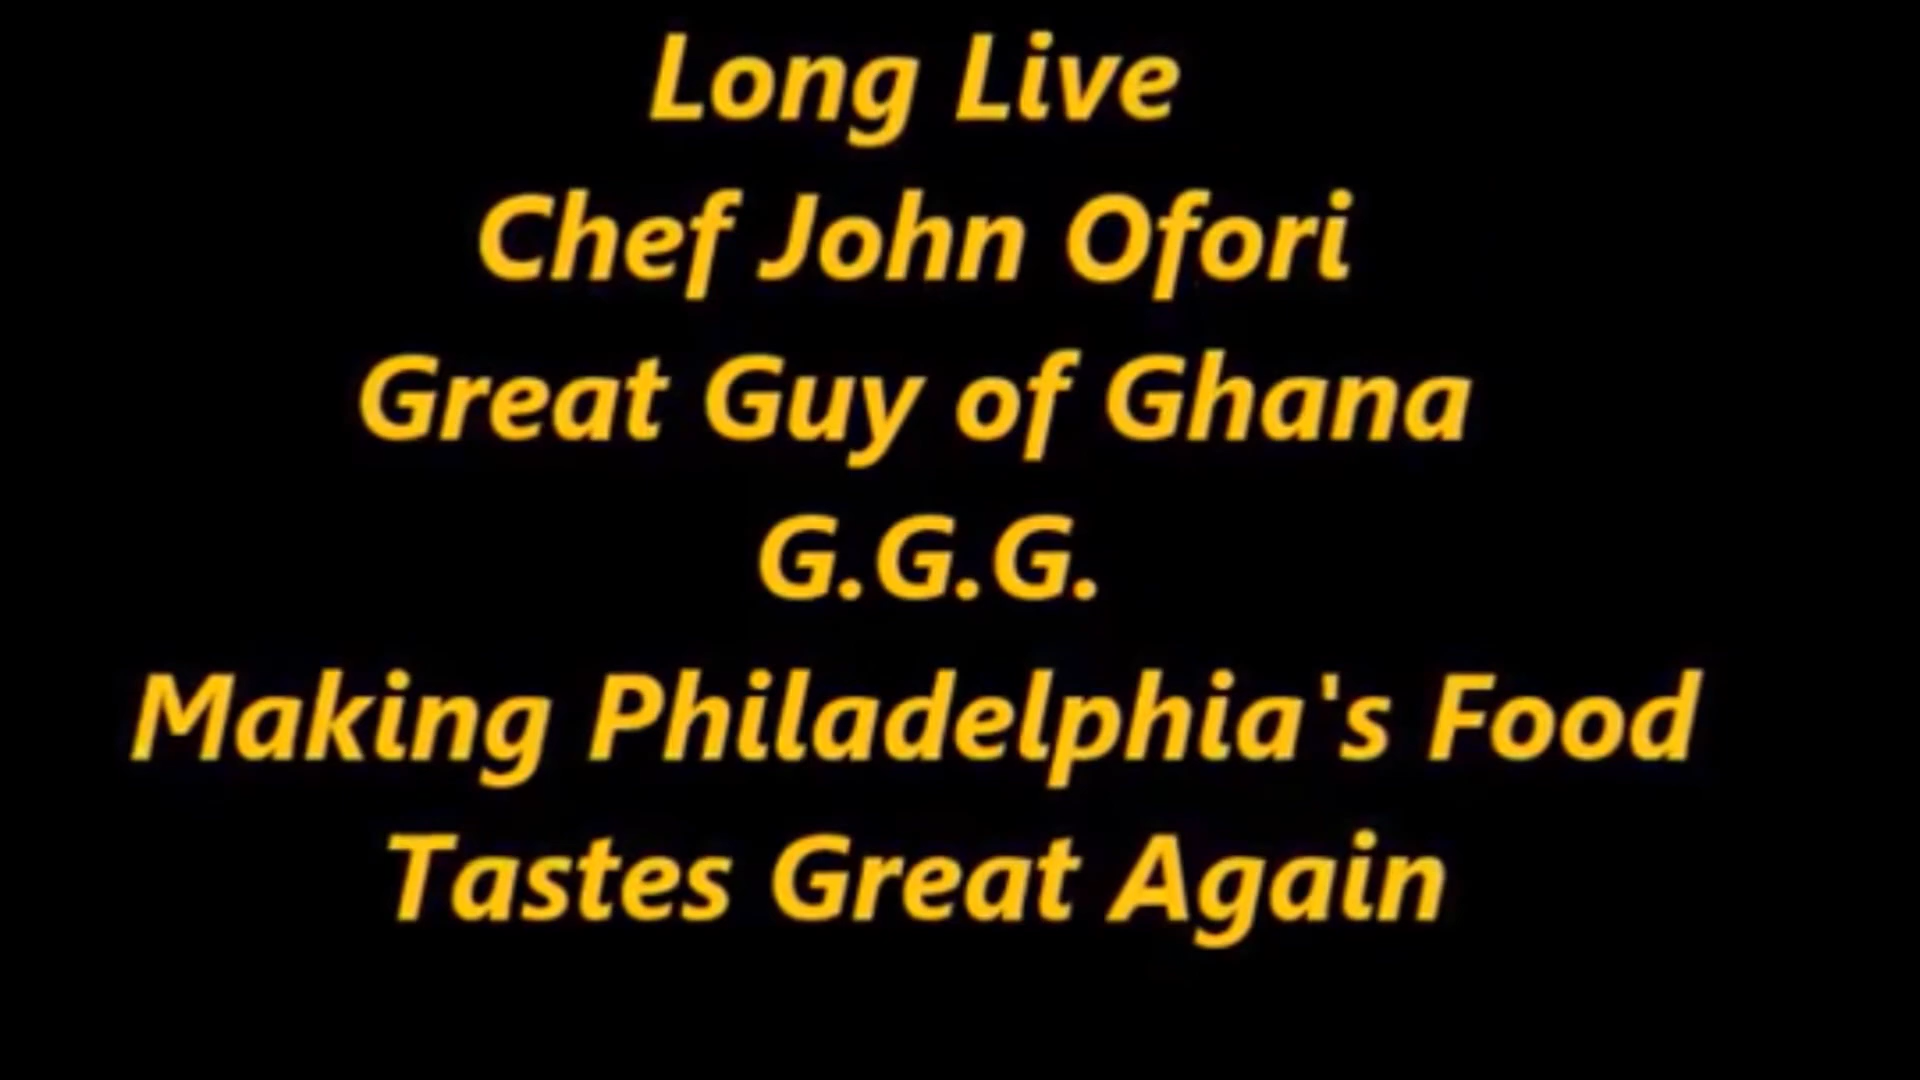 Long Live
Chef John Ofori
Great Guy of Ghana
G.G.G.
Making Philadelphia's Food
Tastes Great Again